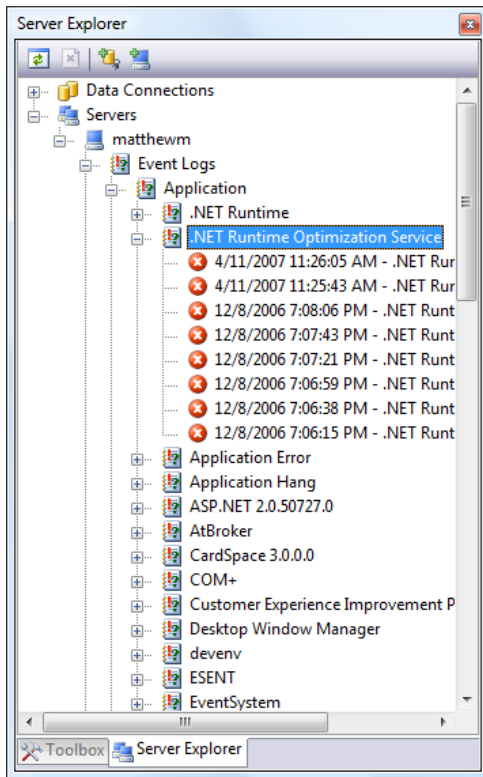 Server Explorer
Data Connections
Servers
matthewm
Event Logs
Application
.NET Runtime
.NET Runtime Optimization Service
4/11/2007 11:26:05 AM - .NET Rur
4/11/2007 11:25:43 AM - .NET Rur
12/8/2006 7:08:06 PM - .NET Runt
12/8/2006 7:07:43 PM - .NET Runt
12/8/2006 7:07:21 PM - .NET Runt
12/8/2006 7:06:59 PM - .NET Runt
12/8/2006 7:06:38 PM - .NET Runt
12/8/2006 7:06:15 PM - .NET Runt
Application Error
Application Hang
ASP.NET 2.0.50727.0
AtBroker
CardSpace 3.0.0.0
COM+
Customer Experience Improvement P
Desktop Window Manager
devenv
ESENT
EventSystem
Toolbox Server Explorer